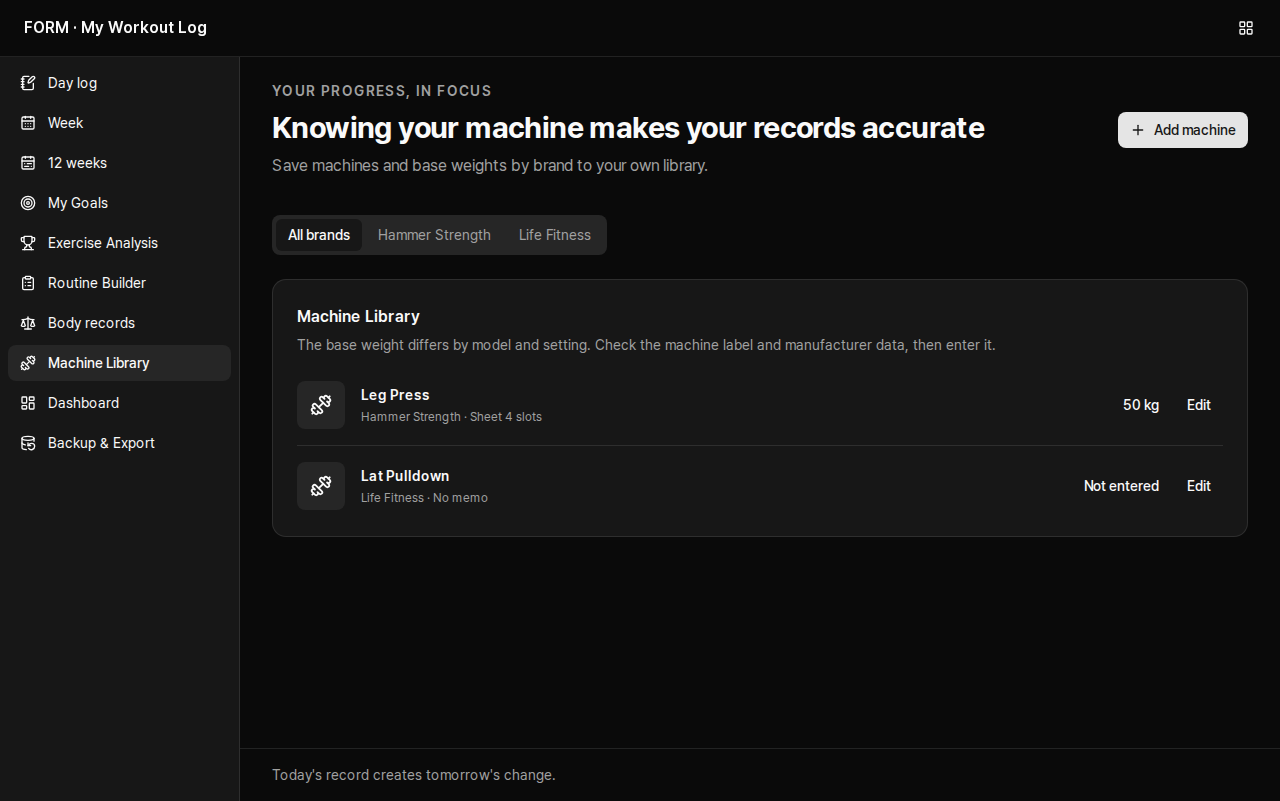 FORM · My Workout Log
Day log
Week
12 weeks
My Goals
Exercise Analysis
Routine Builder
Body records
Machine Library
Dashboard
Backup & Export
YOUR PROGRESS, IN FOCUS
Knowing your machine makes your records accurate
Add machine
Save machines and base weights by brand to your own library.
All brands
Hammer Strength
Life Fitness
Machine Library
The base weight differs by model and setting. Check the machine label and manufacturer data, then enter it.
Leg Press
Hammer Strength · Sheet 4 slots
50 kg
Edit
Lat Pulldown
Life Fitness · No memo
Not entered
Edit
Today's record creates tomorrow's change.